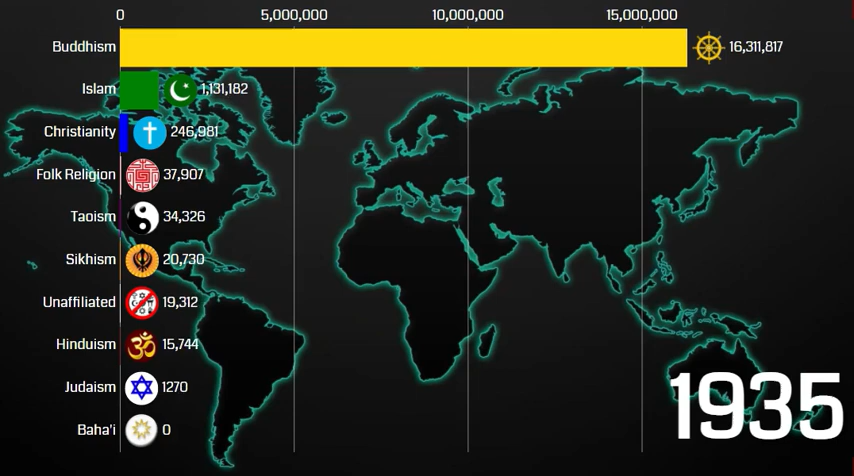 0 5,000,000 10,000,000 15,000,000
Buddhism 16,311,817
Islam 1,131,182
Christianity 246,981
Folk Religion 37,907
Taoism 34,326
Sikhism 20,730
Unaffiliated 19,312
Hinduism 15,744
Judaism 1270
Baha'i 0
1935